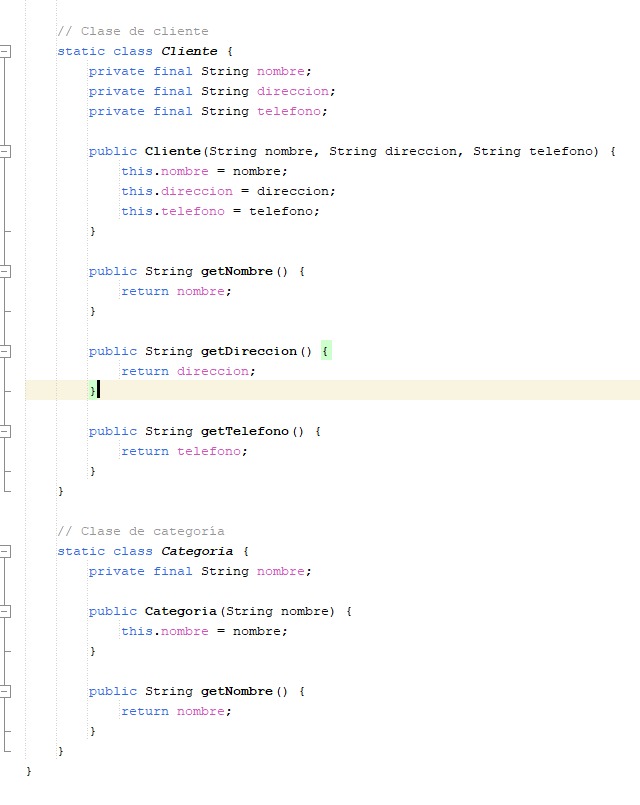 // Clase de cliente
static class Cliente {
private final String nombre;
private final String direccion;
private final String telefono;
public Cliente(String nombre, String direccion, String telefono) {
this.nombre = nombre;
this.direccion = direccion;
this.telefono = telefono;
}
public String getNombre() {
return nombre;
}
public String getDireccion() {
return direccion;
}
public String getTelefono() {
return telefono;
}
}
// Clase de categoría
static class Categoria {
private final String nombre;
public Categoria(String nombre) {
this.nombre = nombre;
}
public String getNombre() {
return nombre;
}
}
}